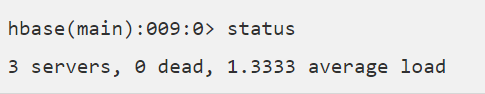 hbase(main):009:0> status
3 servers, 0 dead, 1.3333 average load